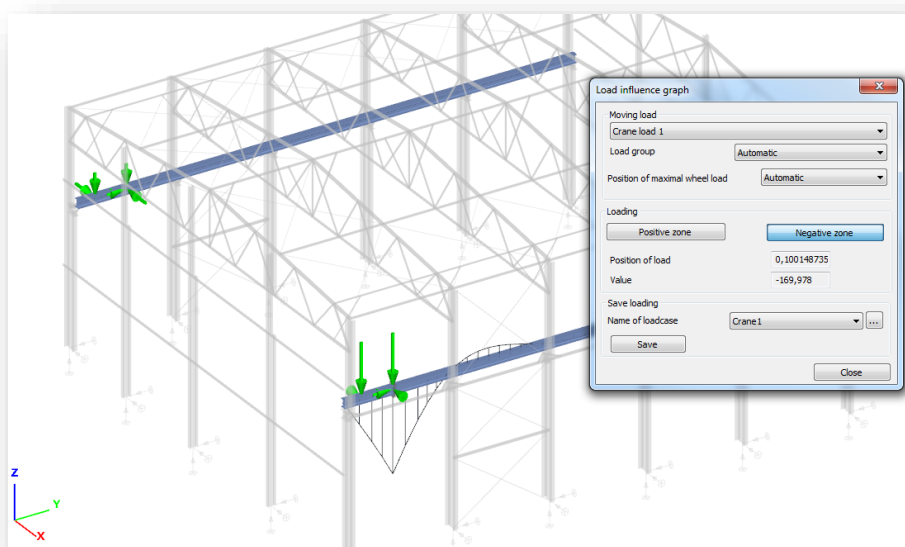 Load influence graph
Moving load
Crane load 1
Load group
Automatic
Position of maximal wheel load
Automatic
Loading
Positive zone
Negative zone
Position of load
0,100148735
Value
-169,978
Save loading
Name of loadcase
Crane1
...
Save
Close
Z
Y
X